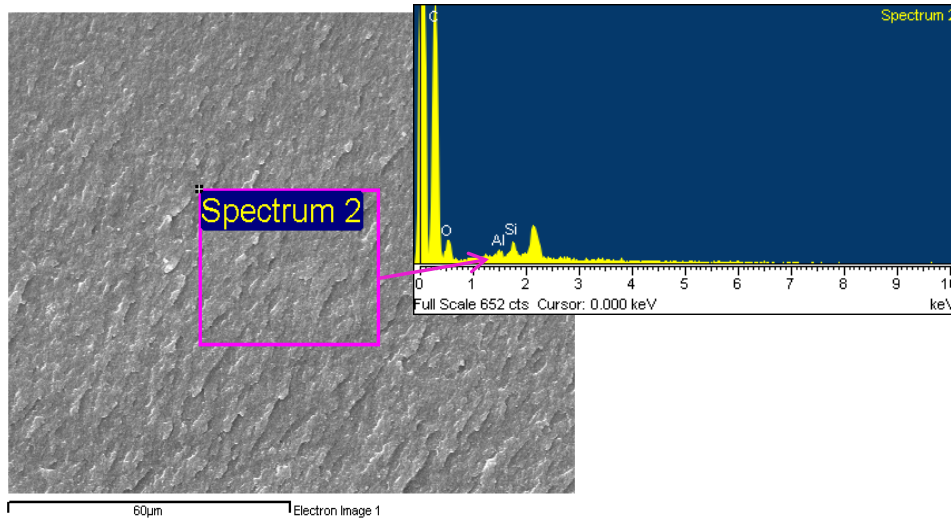 Spectrum 2
C
Spectrum 2
O
Al
Si
0 1 2 3 4 5 6 7 8 9 10
Full Scale 652 cts Cursor: 0.000 keV
keV
60µm
Electron Image 1